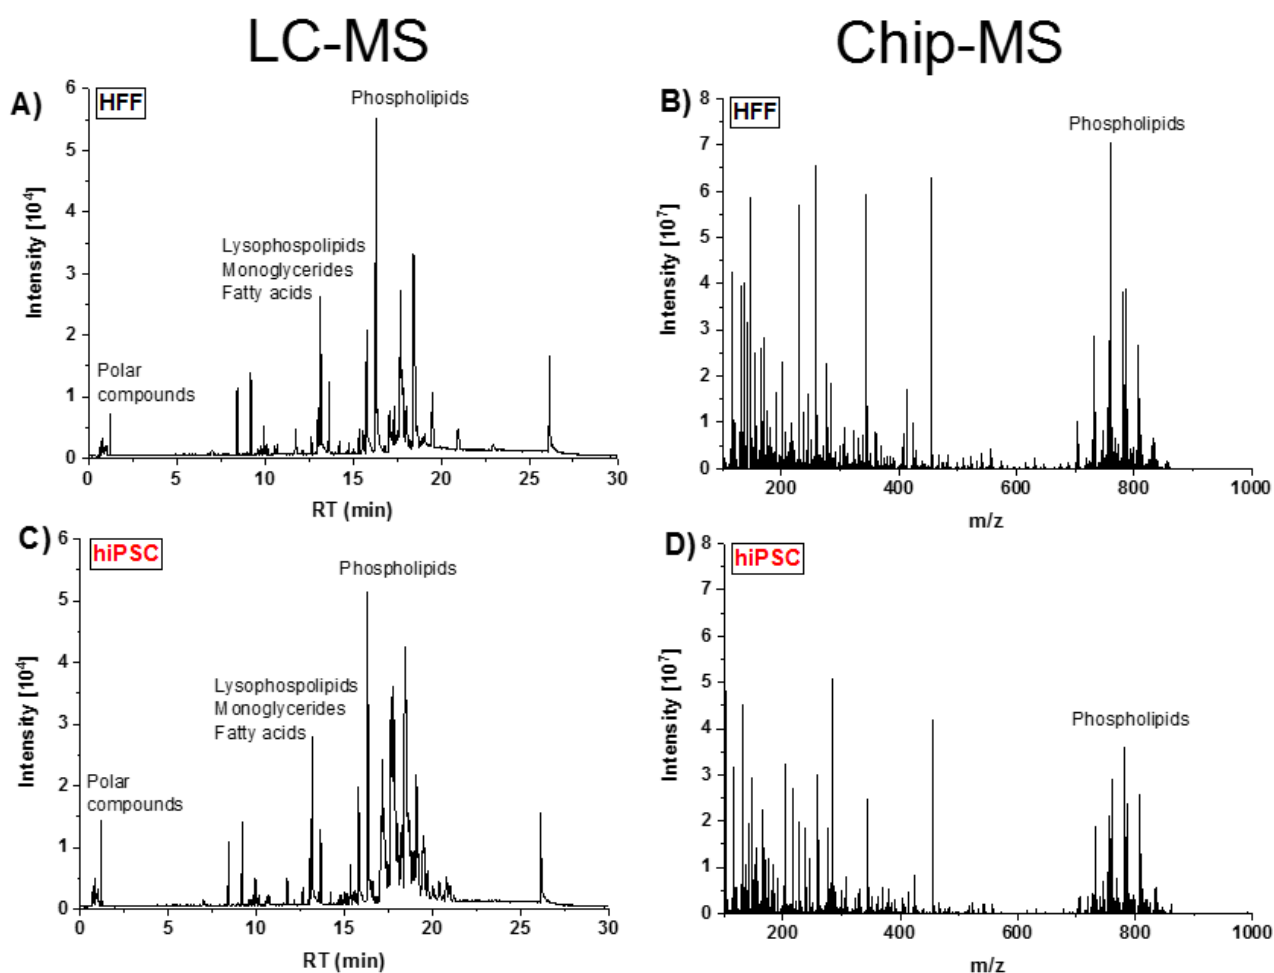 LC-MS
Chip-MS
A)
HFF
Phospholipids
Lysophospolipids
Monoglycerides
Fatty acids
Polar
compounds
Intensity [10⁴]
6
5
4
3
2
1
0
0 5 10 15 20 25 30
RT (min)
B)
HFF
Phospholipids
Intensity [10⁷]
8
7
6
5
4
3
2
1
0
200 400 600 800 1000
m/z
C)
hiPSC
Phospholipids
Lysophospolipids
Monoglycerides
Fatty acids
Polar
compounds
Intensity [10⁴]
6
5
4
3
2
1
0
0 5 10 15 20 25 30
RT (min)
D)
hiPSC
Phospholipids
Intensity [10⁷]
8
7
6
5
4
3
2
1
0
200 400 600 800 1000
m/z